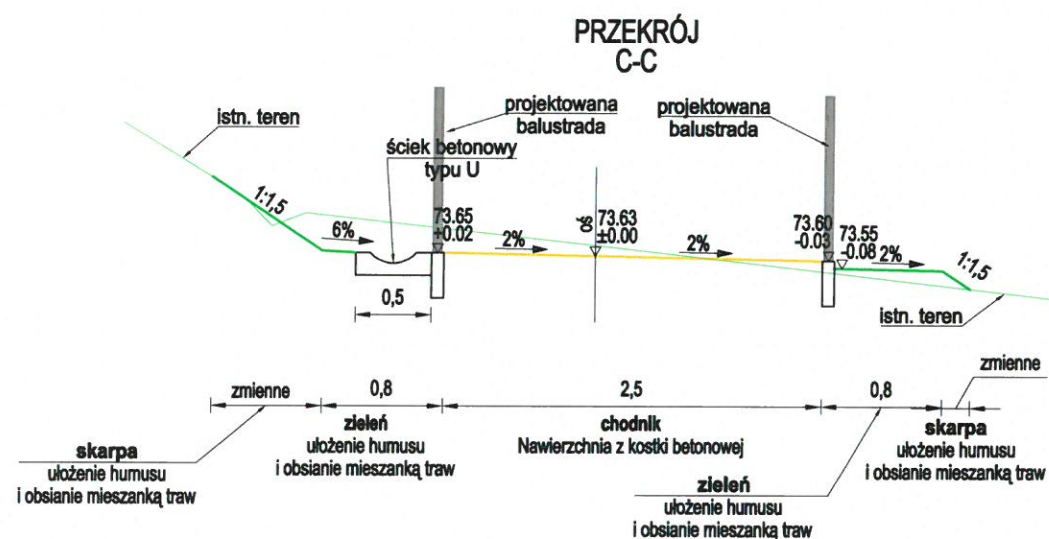 PRZEKRÓJ
C-C
istn. teren
projektowana
balustrada
projektowana
balustrada
ściek betonowy
typu U
1:1,5
6%
73.65
+0.02
2%
oś
73.63
±0.00
2%
73.60
-0.03
73.55
-0.08
2%
1:1,5
0,5
istn. teren
zmienne
0,8
2,5
0,8
zmienne
skarpa
ułożenie humusu
i obsianie mieszanką traw
zieleń
ułożenie humusu
i obsianie mieszanką traw
chodnik
Nawierzchnia z kostki betonowej
zieleń
ułożenie humusu
i obsianie mieszanką traw
skarpa
ułożenie humusu
i obsianie mieszanką traw